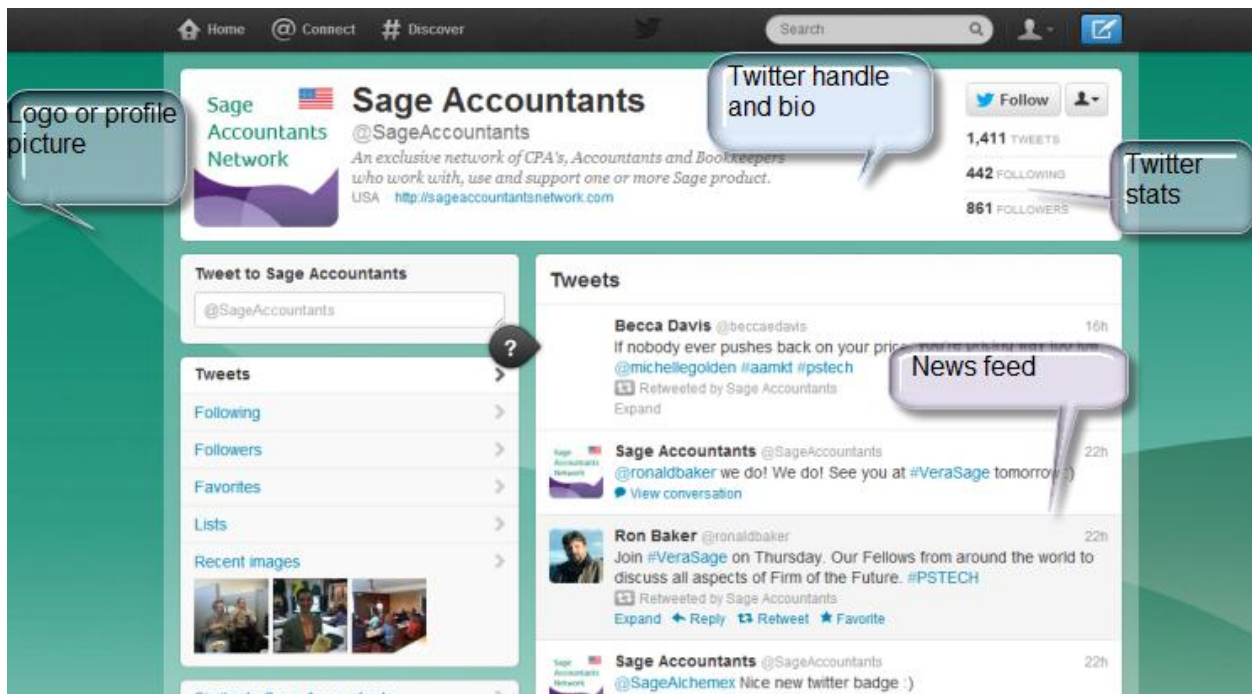 Home
Connect
Discover
Search
Logo or profile
picture
Sage
Accountants
Network
Sage Accountants
@SageAccountants
An exclusive network of CPA's, Accountants and Bookkeepers
who work with, use and support one or more Sage product.
USA · http://sageaccountantsnetwork.com
Twitter handle
and bio
Follow
1,411 TWEETS
442 FOLLOWING
861 FOLLOWERS
Twitter
stats
Tweet to Sage Accountants
@SageAccountants
?
Tweets
Following
Followers
Favorites
Lists
Recent images
Tweets
Becca Davis @beccaedavis 16h
If nobody ever pushes back on your price,
@michellegolden #aamkt #pstech
Retweeted by Sage Accountants
Expand
News feed
Sage Accountants @SageAccountants 22h
@ronaldbaker we do! We do! See you at #VeraSage tomorrow :)
View conversation
Ron Baker @ronaldbaker 22h
Join #VeraSage on Thursday. Our Fellows from around the world to
discuss all aspects of Firm of the Future. #PSTECH
Retweeted by Sage Accountants
Expand Reply Retweet Favorite
Sage Accountants @SageAccountants 22h
@SageAlchemex Nice new twitter badge :)